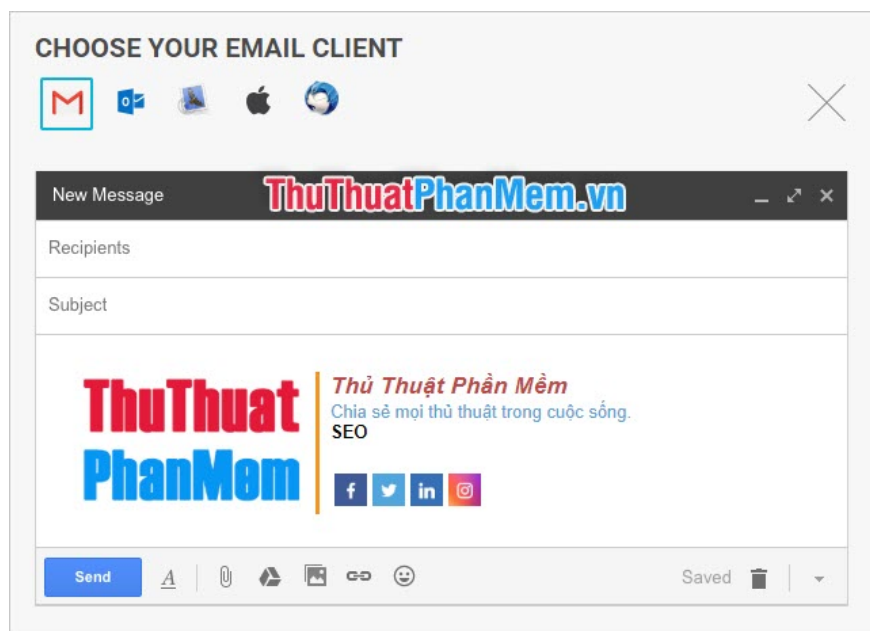 CHOOSE YOUR EMAIL CLIENT
New Message
ThuThuatPhanMem.vn
Recipients
Subject
ThuThuat
PhanMem
Thủ Thuật Phần Mềm
Chia sẻ mọi thủ thuật trong cuộc sống.
SEO
Send
Saved